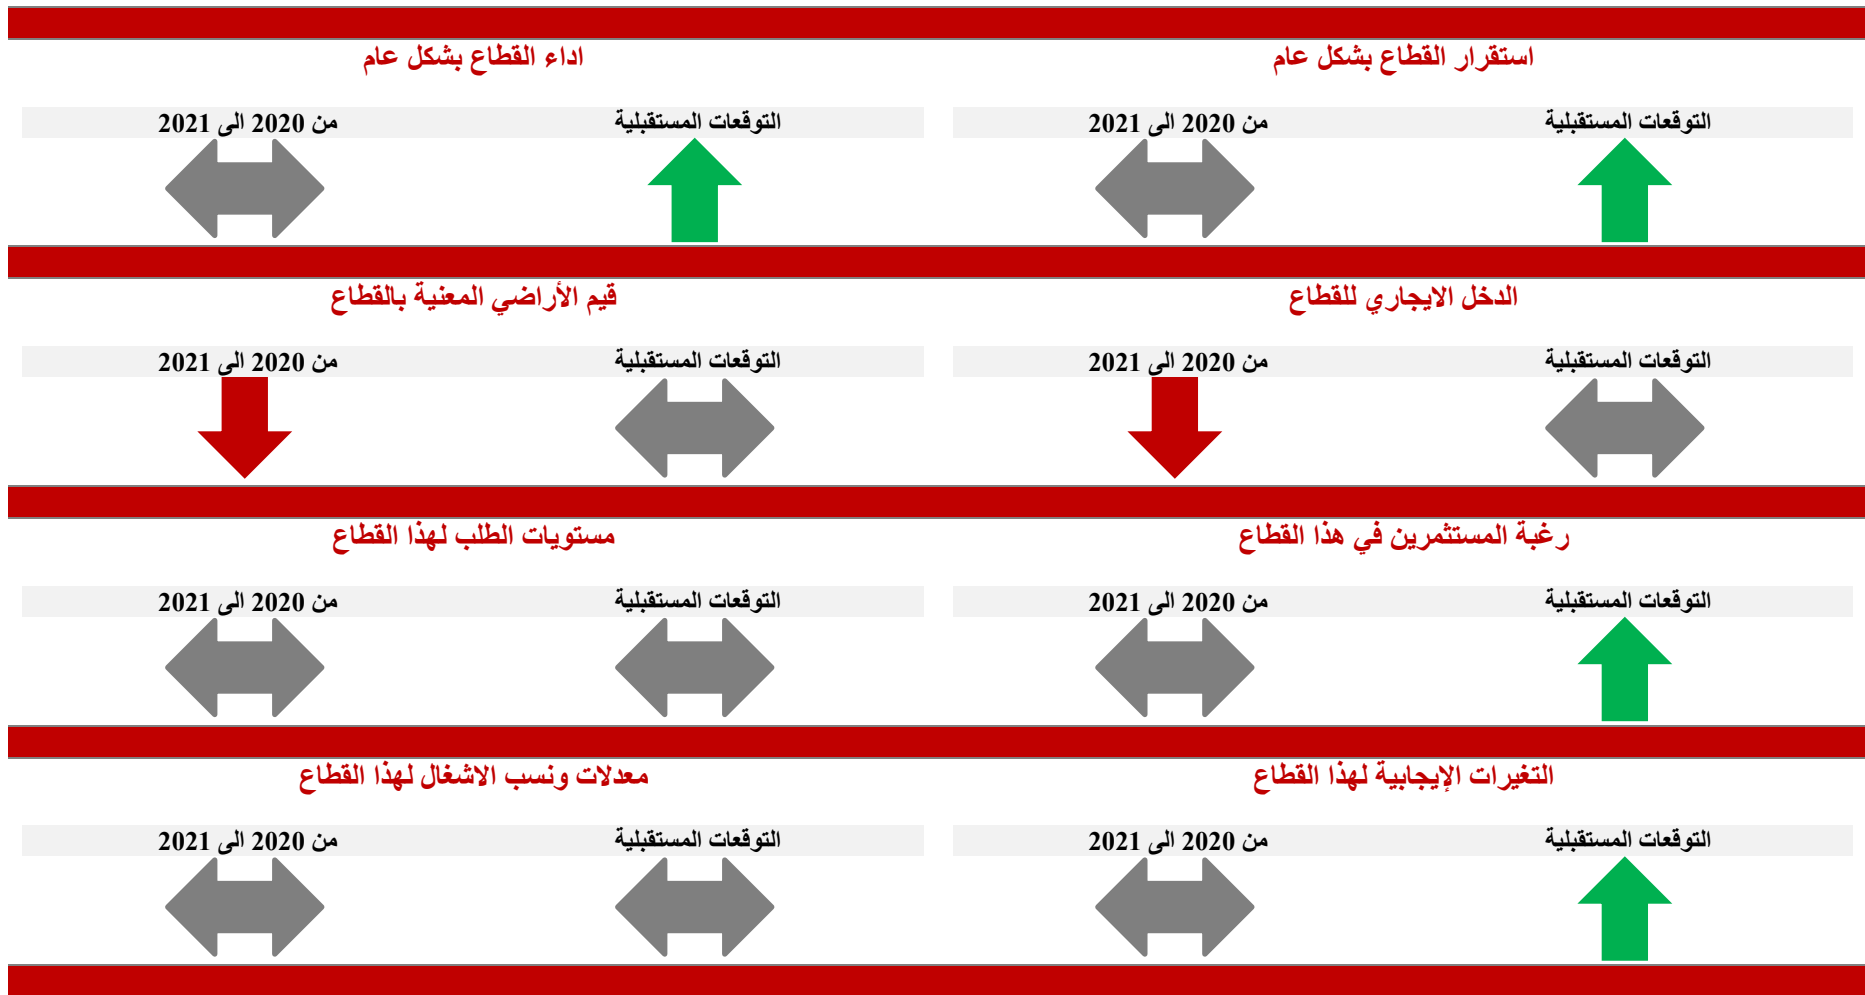 استقرار القطاع بشكل عام
اداء القطاع بشكل عام
التوقعات المستقبلية
من 2020 الى 2021
التوقعات المستقبلية
من 2020 الى 2021
الدخل الايجاري للقطاع
قيم الأراضي المعنية بالقطاع
التوقعات المستقبلية
من 2020 الى 2021
التوقعات المستقبلية
من 2020 الى 2021
رغبة المستثمرين في هذا القطاع
مستويات الطلب لهذا القطاع
التوقعات المستقبلية
من 2020 الى 2021
التوقعات المستقبلية
من 2020 الى 2021
التغيرات الإيجابية لهذا القطاع
معدلات ونسب الاشغال لهذا القطاع
التوقعات المستقبلية
من 2020 الى 2021
التوقعات المستقبلية
من 2020 الى 2021